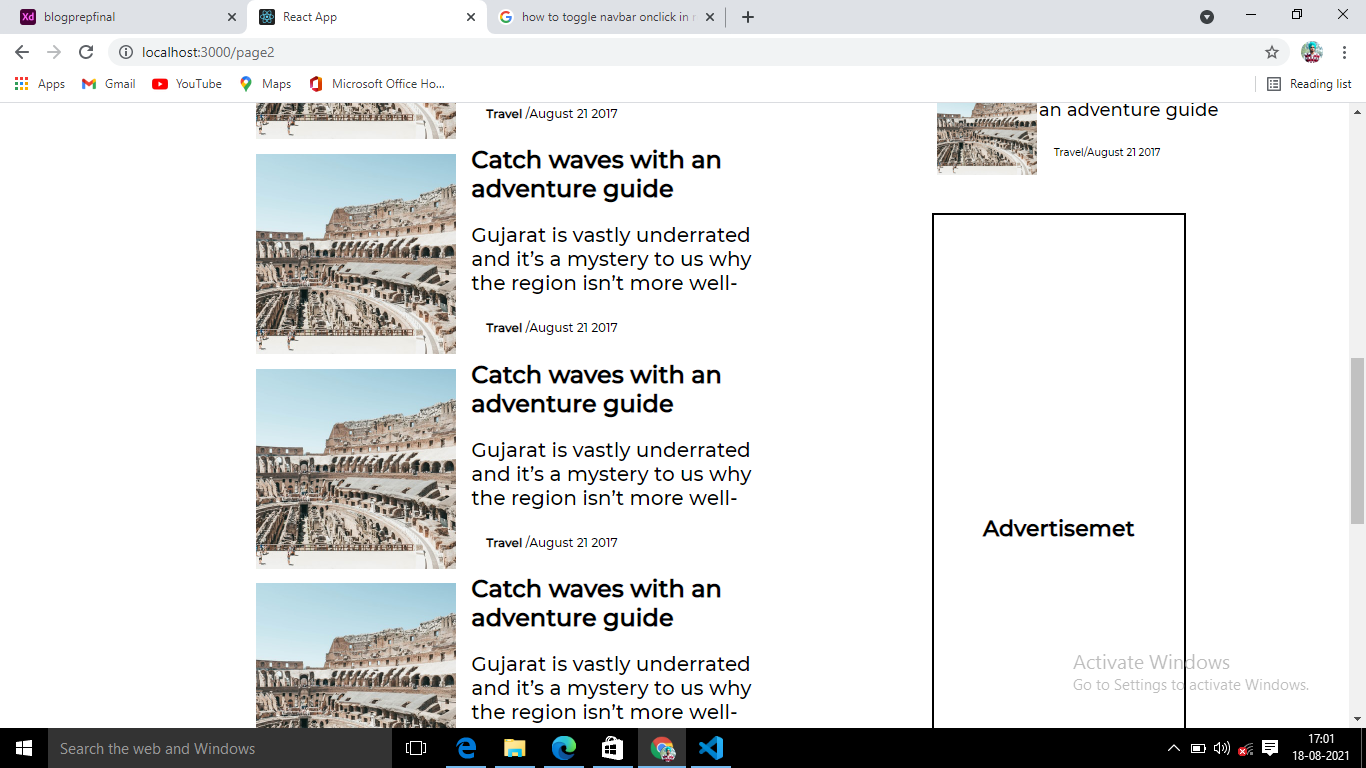 blogprepfinal
React App
how to toggle navbar onclick in
localhost:3000/page2
Apps
Gmail
YouTube
Maps
Microsoft Office Ho...
Reading list
Travel /August 21 2017
Catch waves with an
adventure guide
Gujarat is vastly underrated
and it’s a mystery to us why
the region isn’t more well-
Travel /August 21 2017
Catch waves with an
adventure guide
Gujarat is vastly underrated
and it’s a mystery to us why
the region isn’t more well-
Travel /August 21 2017
Catch waves with an
adventure guide
Gujarat is vastly underrated
and it’s a mystery to us why
the region isn’t more well-
an adventure guide
Travel/August 21 2017
Advertisemet
Activate Windows
Go to Settings to activate Windows.
Search the web and Windows
17:01
18-08-2021